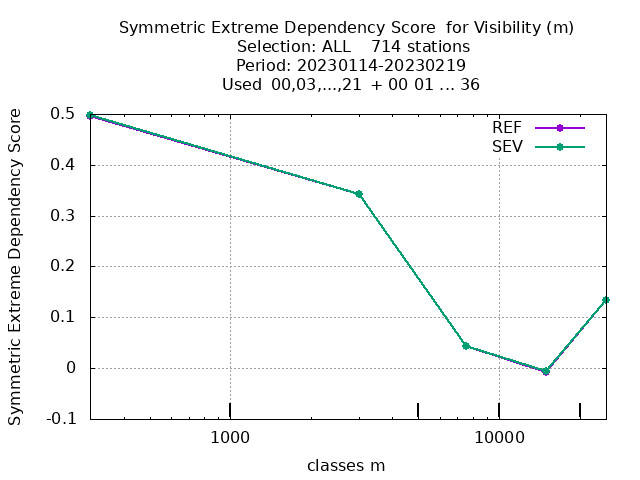 Symmetric Extreme Dependency Score  for Visibility (m)
Selection: ALL    714 stations
Period: 20230114-20230219
Used  00,03,...,21  + 00 01 ... 36
Symmetric Extreme Dependency Score
0.5
0.4
0.3
0.2
0.1
0
-0.1
REF
SEV
1000
10000
classes m